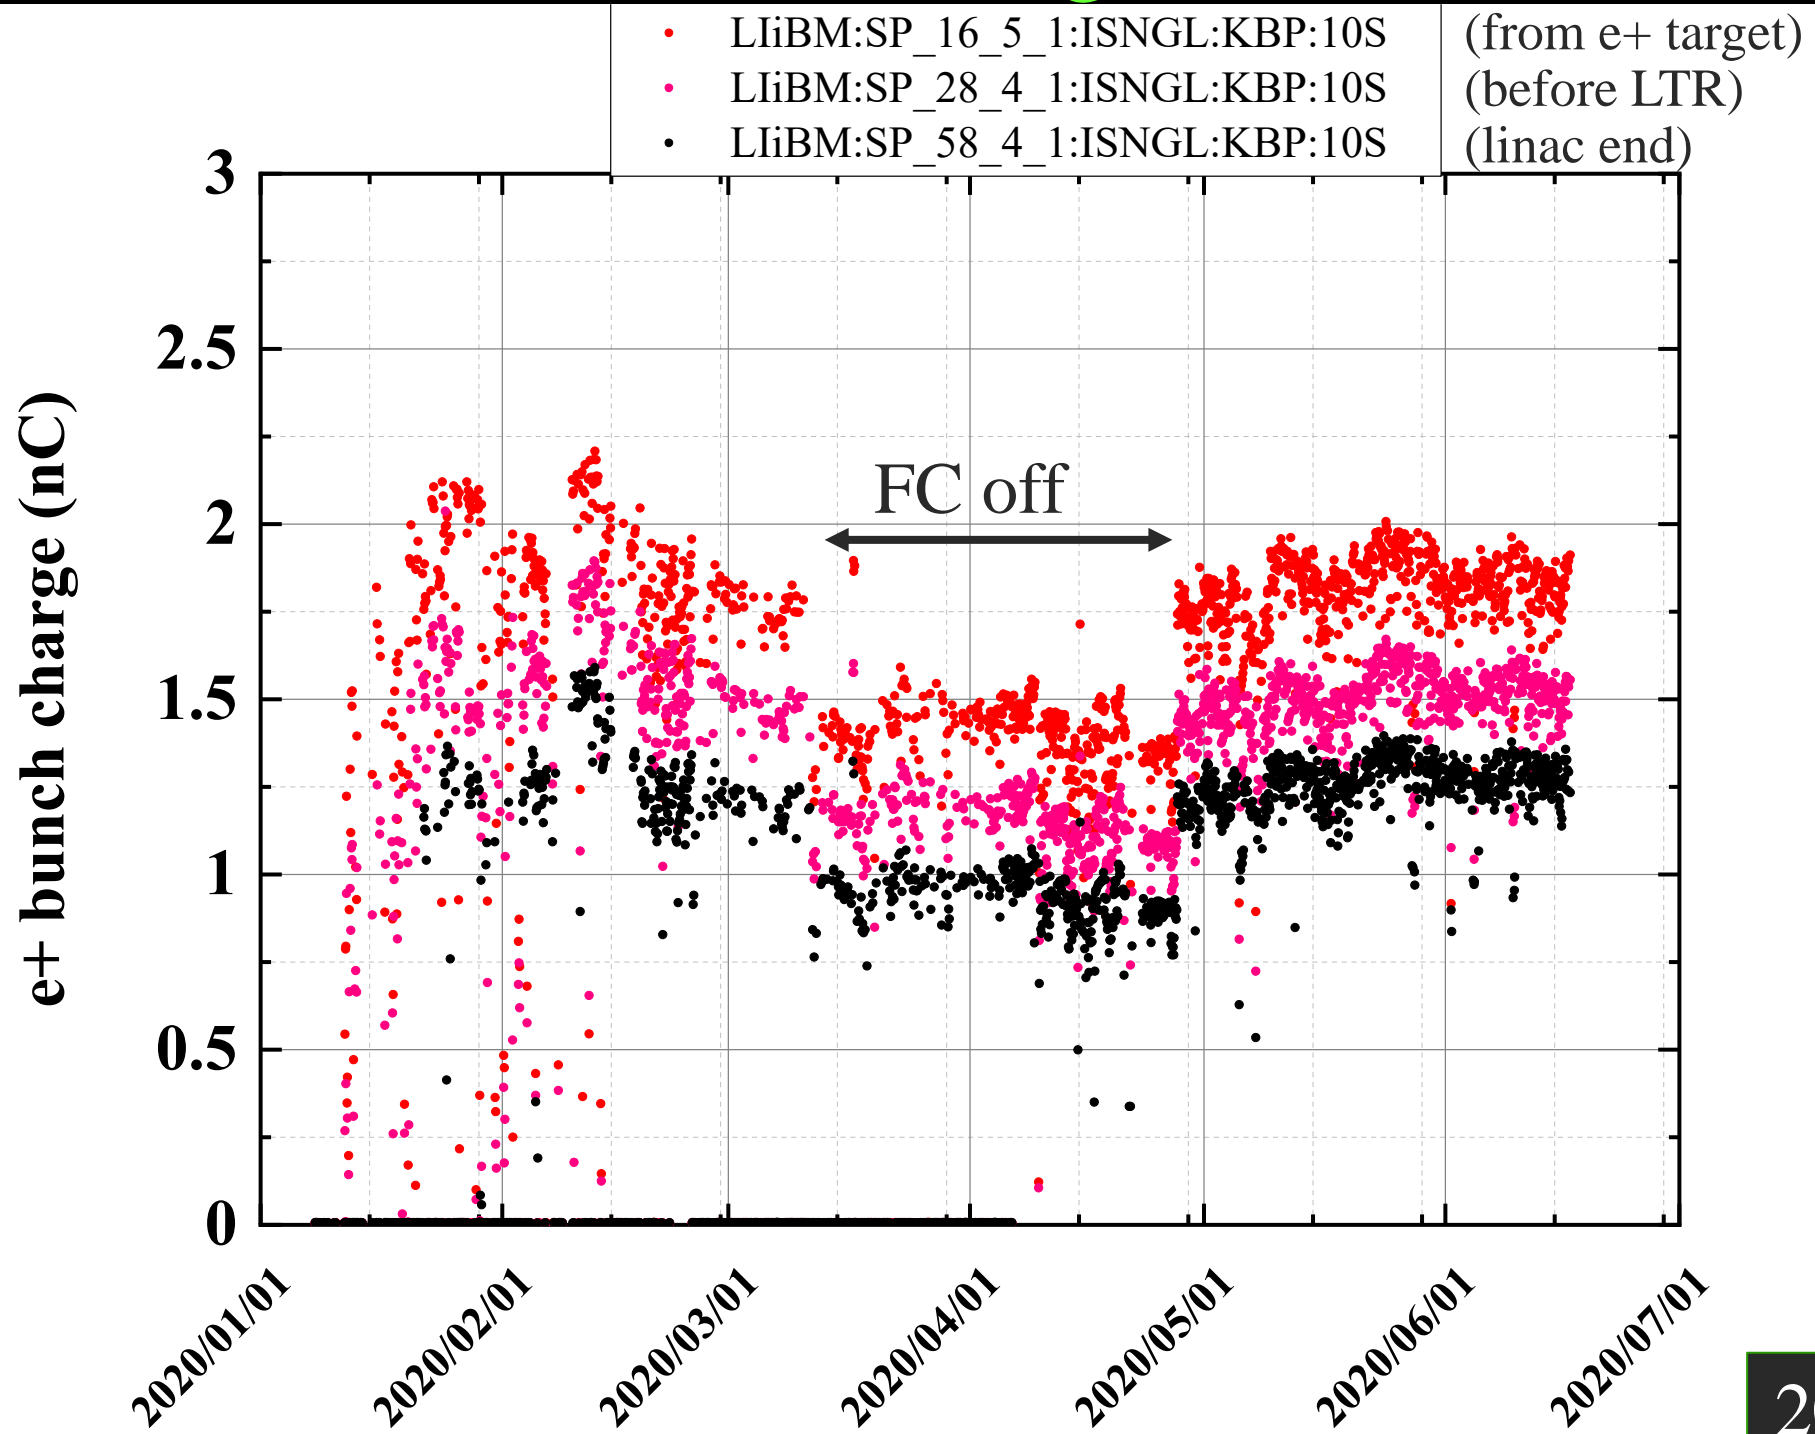 LIiBM:SP_16_5_1:ISNGL:KBP:10S (from e+ target)
LIiBM:SP_28_4_1:ISNGL:KBP:10S (before LTR)
LIiBM:SP_58_4_1:ISNGL:KBP:10S (linac end)
3
2.5
2
1.5
1
0.5
0
e+ bunch charge (nC)
FC off
2020/01/01
2020/02/01
2020/03/01
2020/04/01
2020/05/01
2020/06/01
2020/07/01